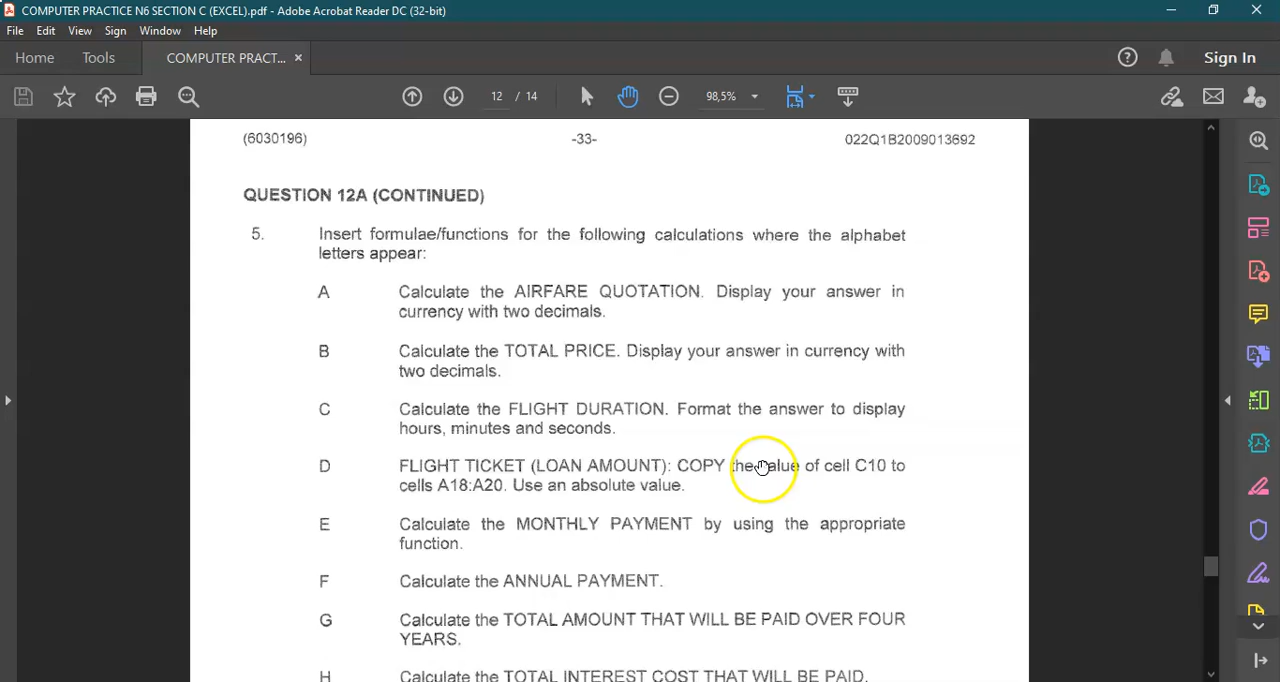 COMPUTER PRACTICE N6 SECTION C (EXCEL).pdf - Adobe Acrobat Reader DC (32-bit)
File Edit View Sign Window Help
Home Tools COMPUTER PRACT... × Sign In
12 / 14 98,5%
(6030196) -33- 022Q1B2009013692
QUESTION 12A (CONTINUED)
5. Insert formulae/functions for the following calculations where the alphabet
letters appear:
A Calculate the AIRFARE QUOTATION. Display your answer in
currency with two decimals.
B Calculate the TOTAL PRICE. Display your answer in currency with
two decimals.
C Calculate the FLIGHT DURATION. Format the answer to display
hours, minutes and seconds.
D FLIGHT TICKET (LOAN AMOUNT): COPY the value of cell C10 to
cells A18:A20. Use an absolute value.
E Calculate the MONTHLY PAYMENT by using the appropriate
function.
F Calculate the ANNUAL PAYMENT.
G Calculate the TOTAL AMOUNT THAT WILL BE PAID OVER FOUR
YEARS.
H Calculate the TOTAL INTEREST COST THAT WILL BE PAID.